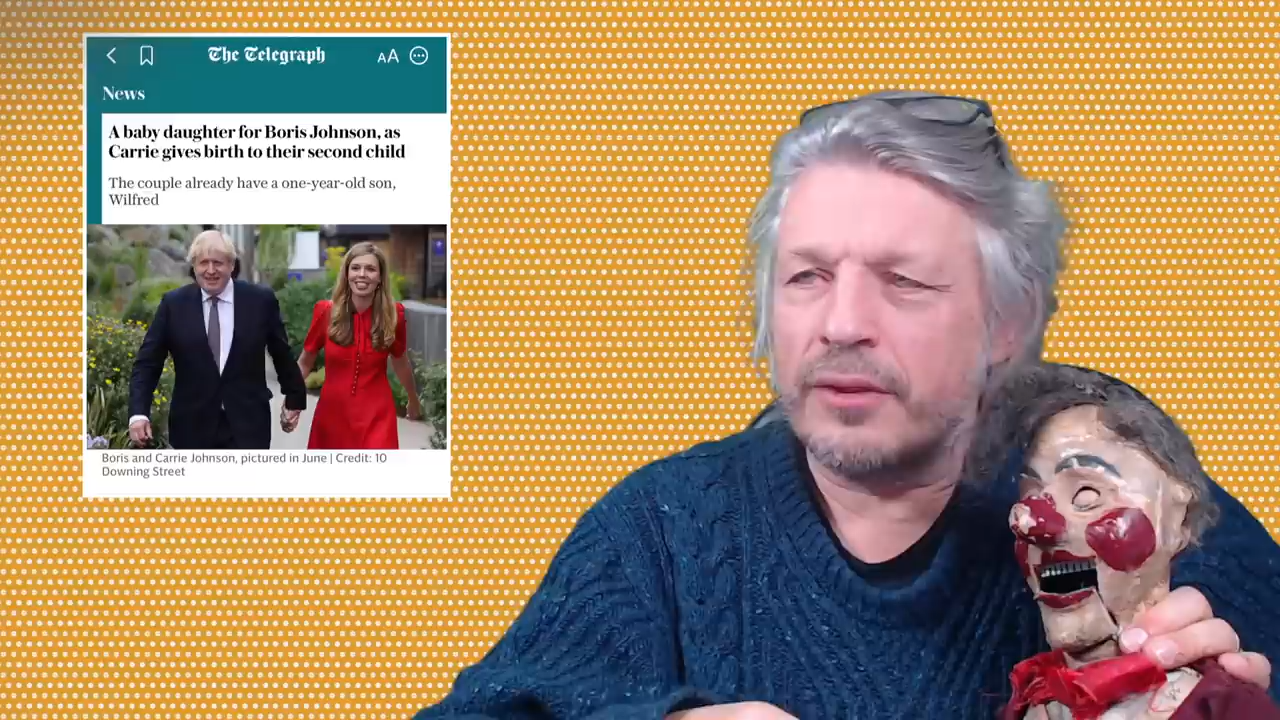 The Telegraph
AA
News
A baby daughter for Boris Johnson, as
Carrie gives birth to their second child
The couple already have a one-year-old son,
Wilfred
Boris and Carrie Johnson, pictured in June | Credit: 10
Downing Street